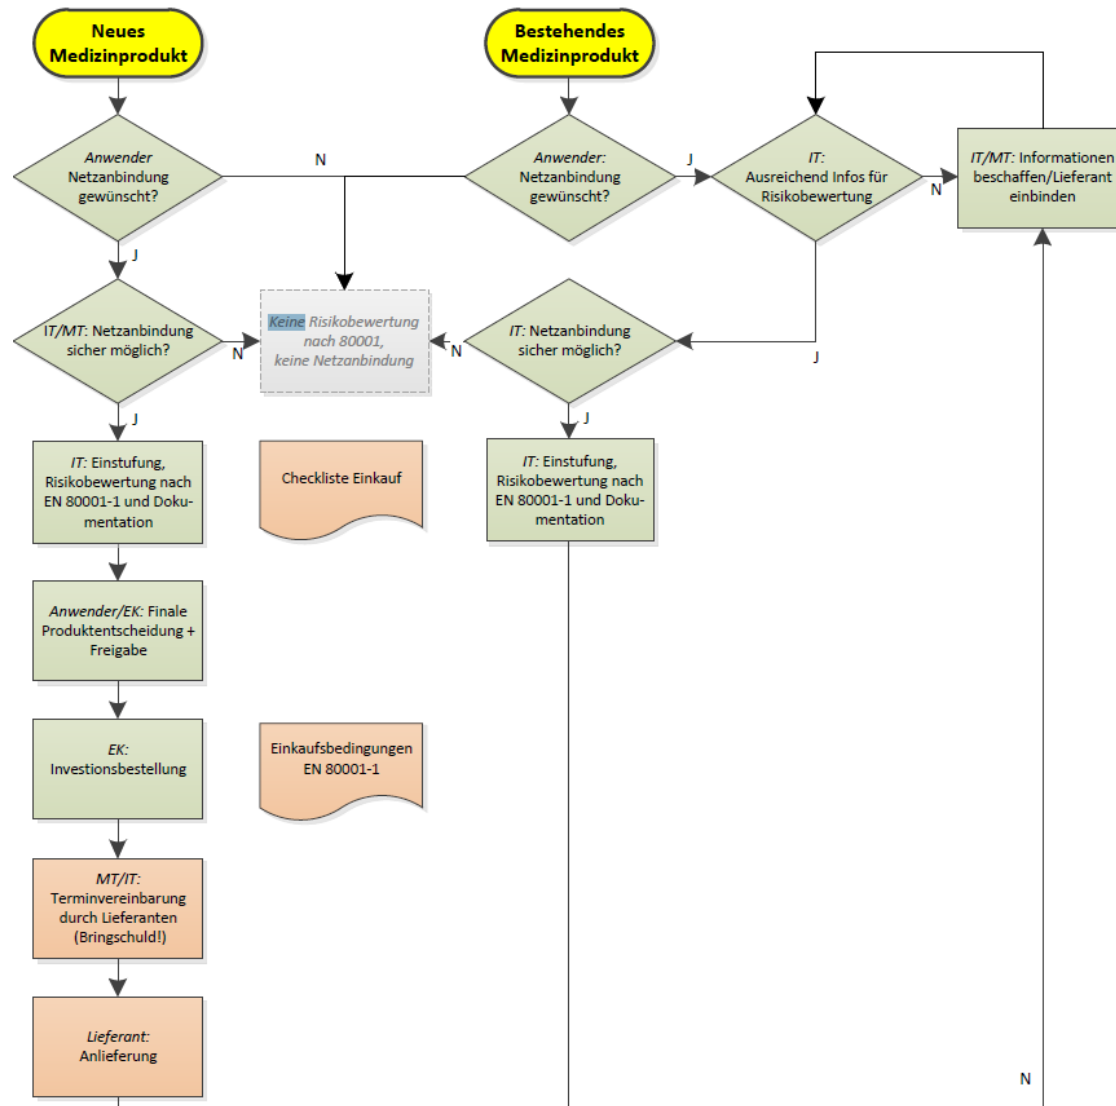 Neues
Medizinprodukt
Bestehendes
Medizinprodukt
Anwender
Netzanbindung
gewünscht?
N
Anwender:
Netzanbindung
gewünscht?
J
IT:
Ausreichend Infos für
Risikobewertung
N
IT/MT: Informationen
beschaffen/Lieferant
einbinden
J
IT/MT: Netzanbindung
sicher möglich?
N
Keine Risikobewertung
nach 80001,
keine Netzanbindung
N
IT: Netzanbindung
sicher möglich?
J
J
J
IT: Einstufung,
Risikobewertung nach
EN 80001-1 und Doku-
mentation
Checkliste Einkauf
IT: Einstufung,
Risikobewertung nach
EN 80001-1 und Doku-
mentation
Anwender/EK: Finale
Produktentscheidung +
Freigabe
EK:
Investionsbestellung
Einkaufsbedingungen
EN 80001-1
MT/IT:
Terminvereinbarung
durch Lieferanten
(Bringschuld!)
Lieferant:
Anlieferung
N